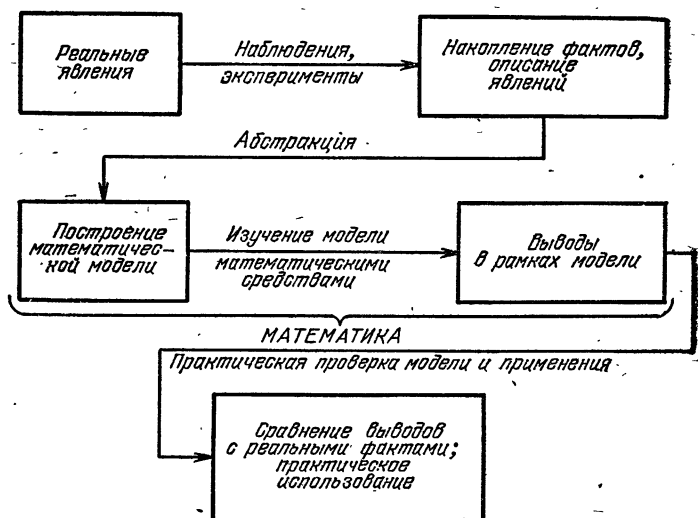 Реальные
явления
Наблюдения,
эксперименты
Накопление фактов,
описание
явлений
Абстракция
Построение
математичес-
кой модели
Изучение модели
математическими
средствами
Выводы
в рамках модели
МАТЕМАТИКА
Практическая проверка модели и применения
Сравнение выводов
с реальными фактами;
практическое
использование